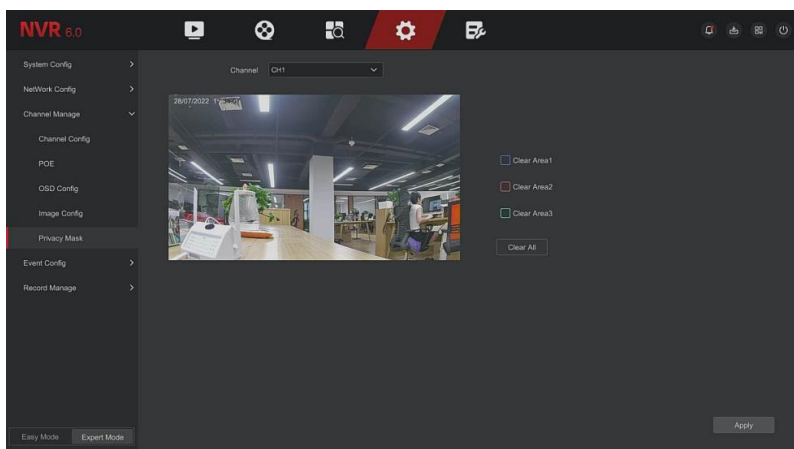 NVR 6.0
System Config
NetWork Config
Channel Manage
Channel Config
POE
OSD Config
Image Config
Privacy Mask
Event Config
Record Manage
Easy Mode Expert Mode
Channel CH1
28/07/2022
Clear Area1
Clear Area2
Clear Area3
Clear All
Apply